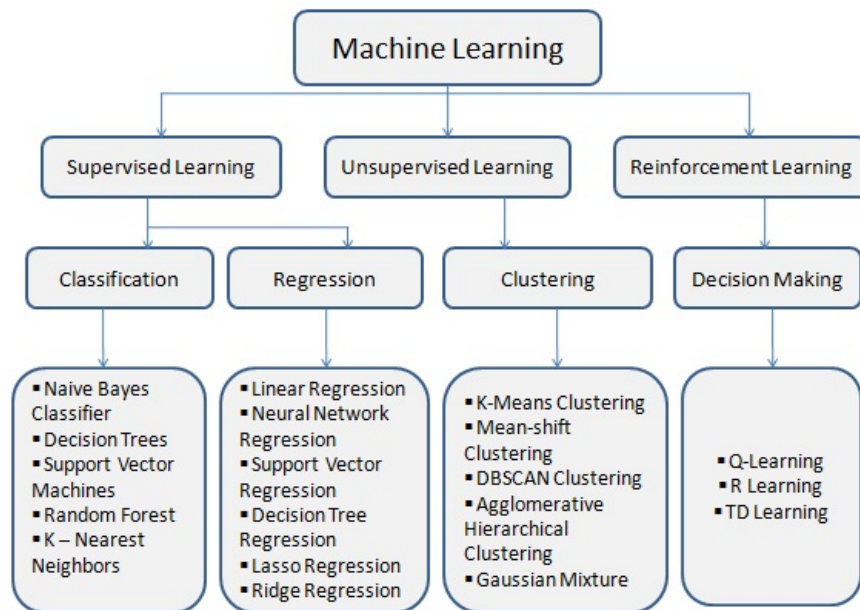 Machine Learning
Supervised Learning
Unsupervised Learning
Reinforcement Learning
Classification
Regression
Clustering
Decision Making
▪ Naive Bayes
Classifier
▪ Decision Trees
▪ Support Vector
Machines
▪ Random Forest
▪ K – Nearest
Neighbors
▪ Linear Regression
▪ Neural Network
Regression
▪ Support Vector
Regression
▪ Decision Tree
Regression
▪ Lasso Regression
▪ Ridge Regression
▪ K-Means Clustering
▪ Mean-shift
Clustering
▪ DBSCAN Clustering
▪ Agglomerative
Hierarchical
Clustering
▪ Gaussian Mixture
▪ Q-Learning
▪ R Learning
▪ TD Learning